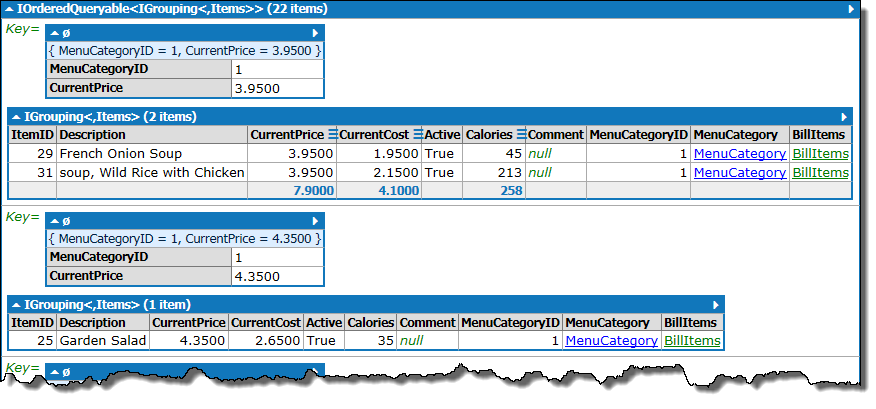 IOrderedQueryable<IGrouping<,Items>> (22 items)
Key= ø
{ MenuCategoryID = 1, CurrentPrice = 3.9500 }
MenuCategoryID 1
CurrentPrice 3.9500
IGrouping<,Items> (2 items)
ItemID Description CurrentPrice CurrentCost Active Calories Comment MenuCategoryID MenuCategory BillItems
29 French Onion Soup 3.9500 1.9500 True 45 null 1 MenuCategory BillItems
31 soup, Wild Rice with Chicken 3.9500 2.1500 True 213 null 1 MenuCategory BillItems
7.9000 4.1000 258
Key= ø
{ MenuCategoryID = 1, CurrentPrice = 4.3500 }
MenuCategoryID 1
CurrentPrice 4.3500
IGrouping<,Items> (1 item)
ItemID Description CurrentPrice CurrentCost Active Calories Comment MenuCategoryID MenuCategory BillItems
25 Garden Salad 4.3500 2.6500 True 35 null 1 MenuCategory BillItems
Key= ø